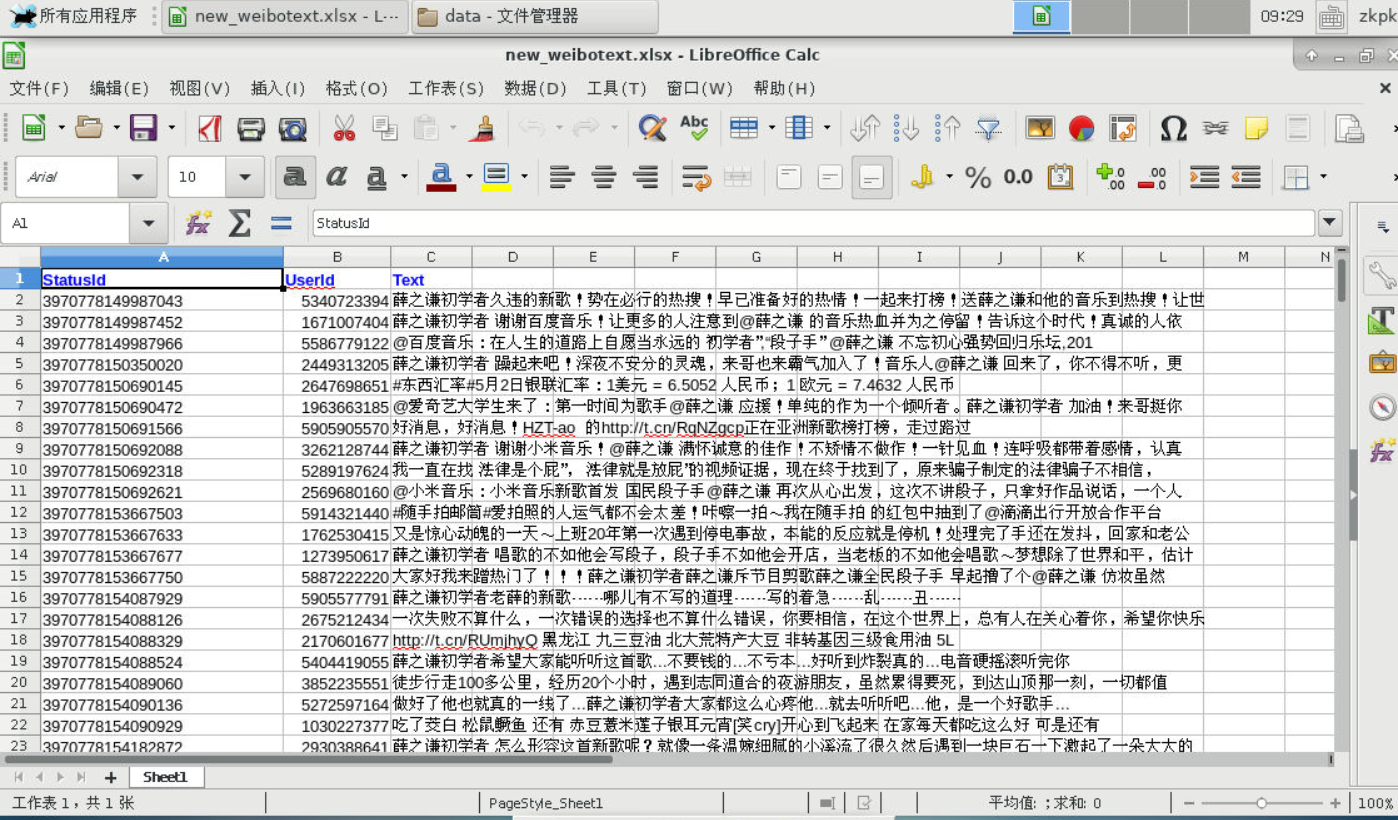 所有应用程序 new_weibotext.xlsx - L··· data - 文件管理器 09:29 zkpk
new_weibotext.xlsx - LibreOffice Calc
文件(F) 编辑(E) 视图(V) 插入(I) 格式(O) 工作表(S) 数据(D) 工具(T) 窗口(W) 帮助(H)
Abc
Arial 10 a a a a % 0.0
A1 StatusId
A B C D E F G H I J K L M N
1 StatusId UserId Text
2 3970778149987043 5340723394 薛之谦初学者久违的新歌！势在必行的热搜！早已准备好的热情！一起来打榜！送薛之谦和他的音乐到热搜！让世
3 3970778149987452 1671007404 薛之谦初学者 谢谢百度音乐！让更多的人注意到@薛之谦 的音乐热血并为之停留！告诉这个时代！真诚的人依
4 3970778149987966 5586779122 @百度音乐：在人生的道路上自愿当永远的 初学者”,“段子手”@薛之谦 不忘初心强势回归乐坛,201
5 3970778150350020 2449313205 薛之谦初学者 躁起来吧！深夜不安分的灵魂，来哥也来霸气加入了！音乐人@薛之谦 回来了，你不得不听，更
6 3970778150690145 2647698651 #东西汇率#5月2日银联汇率：1美元 = 6.5052 人民币；1 欧元 = 7.4632 人民币
7 3970778150690472 1963663185 @爱奇艺大学生来了：第一时间为歌手@薛之谦 应援！单纯的作为一个倾听者。薛之谦初学者 加油！来哥挺你
8 3970778150691566 5905905570 好消息，好消息！HZT-ao 的http://t.cn/RqNZgcp正在亚洲新歌榜打榜，走过路过
9 3970778150692088 3262128744 薛之谦初学者 谢谢小米音乐！@薛之谦 满怀诚意的佳作！不矫情不做作！一针见血！连呼吸都带着感情，认真
10 3970778150692318 5289197624 我一直在找 法律是个屁”， 法律就是放屁”的视频证据，现在终于找到了，原来骗子制定的法律骗子不相信，
11 3970778150692621 2569680160 @小米音乐：小米音乐新歌首发 国民段子手@薛之谦 再次从心出发，这次不讲段子，只拿好作品说话，一个人
12 3970778153667503 5914321440 #随手拍邮筒#爱拍照的人运气都不会太差！咔嚓一拍～我在随手拍 的红包中抽到了@滴滴出行开放合作平台
13 3970778153667633 1762530415 又是惊心动魄的一天～上班20年第一次遇到停电事故，本能的反应就是停机！处理完了手还在发抖，回家和老公
14 3970778153667677 1273950617 薛之谦初学者 唱歌的不如他会写段子，段子手不如他会开店，当老板的不如他会唱歌～梦想除了世界和平，估计
15 3970778153667750 5887222220 大家好我来蹭热门了！！！薛之谦初学者薛之谦斥节目剪歌薛之谦全民段子手 早起撸了个@薛之谦 仿妆虽然
16 3970778154087929 5905577791 薛之谦初学者老薛的新歌……哪儿有不写的道理……写的着急……乱……丑……
17 3970778154088126 2675212434 一次失败不算什么，一次错误的选择也不算什么错误，你要相信，在这个世界上，总有人在关心着你，希望你快乐
18 3970778154088329 2170601677 http://t.cn/RUmjhyQ 黑龙江 九三豆油 北大荒特产大豆 非转基因三级食用油 5L
19 3970778154088524 5404419055 薛之谦初学者希望大家能听听这首歌...不要钱的...不亏本...好听到炸裂真的...电音硬摇滚听完你
20 3970778154089060 3852235551 徒步行走100多公里，经历20个小时，遇到志同道合的夜游朋友，虽然累得要死，到达山顶那一刻，一切都值
21 3970778154090136 5272597164 做好了他也就真的一线了...薛之谦初学者大家都这么心疼他...就去听听吧...他，是一个好歌手...
22 3970778154090929 1030227377 吃了茭白 松鼠鳜鱼 还有 赤豆薏米莲子银耳元宵[笑cry]开心到飞起来 在家每天都吃这么好 可是还有
23 3970778154182872 2930388641 薛之谦初学者 怎么形容这首新歌呢？就像一条温婉细腻的小溪流了很久然后遇到一块巨石一下激起了一朵大大的
Sheet1
工作表 1，共 1 张 PageStyle_Sheet1 平均值: ;求和: 0 100%